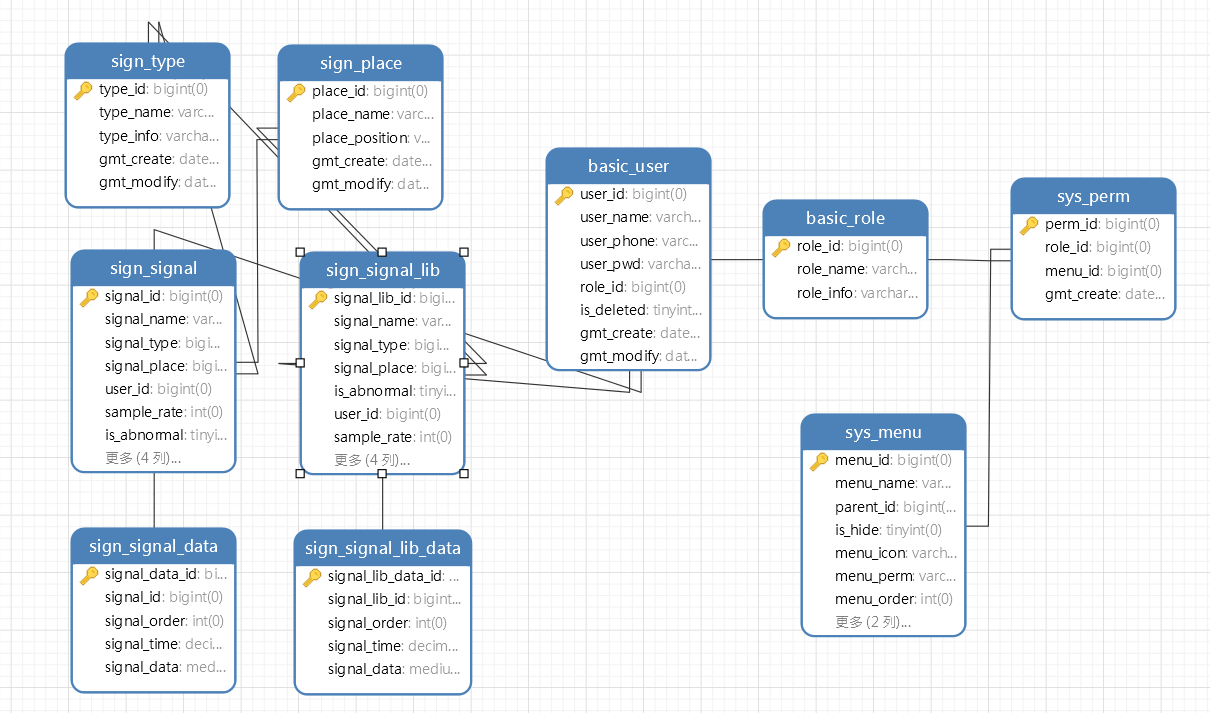 sign_type
type_id: bigint(0)
type_name: varc...
type_info: varcha...
gmt_create: date...
gmt_modify: dat...
sign_place
place_id: bigint(0)
place_name: varc...
place_position: v...
gmt_create: date...
gmt_modify: dat...
basic_user
user_id: bigint(0)
user_name: varch...
user_phone: varc...
user_pwd: varcha...
role_id: bigint(0)
is_deleted: tinyint...
gmt_create: date...
gmt_modify: dat...
basic_role
role_id: bigint(0)
role_name: varch...
role_info: varchar...
sys_perm
perm_id: bigint(0)
role_id: bigint(0)
menu_id: bigint(0)
gmt_create: date...
sign_signal
signal_id: bigint(0)
signal_name: var...
signal_type: bigi...
signal_place: bigi...
user_id: bigint(0)
sample_rate: int(0)
is_abnormal: tinyi...
更多 (4 列)...
sign_signal_lib
signal_lib_id: bigi...
signal_name: var...
signal_type: bigi...
signal_place: bigi...
is_abnormal: tinyi...
user_id: bigint(0)
sample_rate: int(0)
更多 (4 列)...
sys_menu
menu_id: bigint(0)
menu_name: var...
parent_id: bigint(...
is_hide: tinyint(0)
menu_icon: varch...
menu_perm: varc...
menu_order: int(0)
更多 (2 列)...
sign_signal_data
signal_data_id: bi...
signal_id: bigint(0)
signal_order: int(0)
signal_time: deci...
signal_data: med...
sign_signal_lib_data
signal_lib_data_id: ...
signal_lib_id: bigint...
signal_order: int(0)
signal_time: decim...
signal_data: mediu...